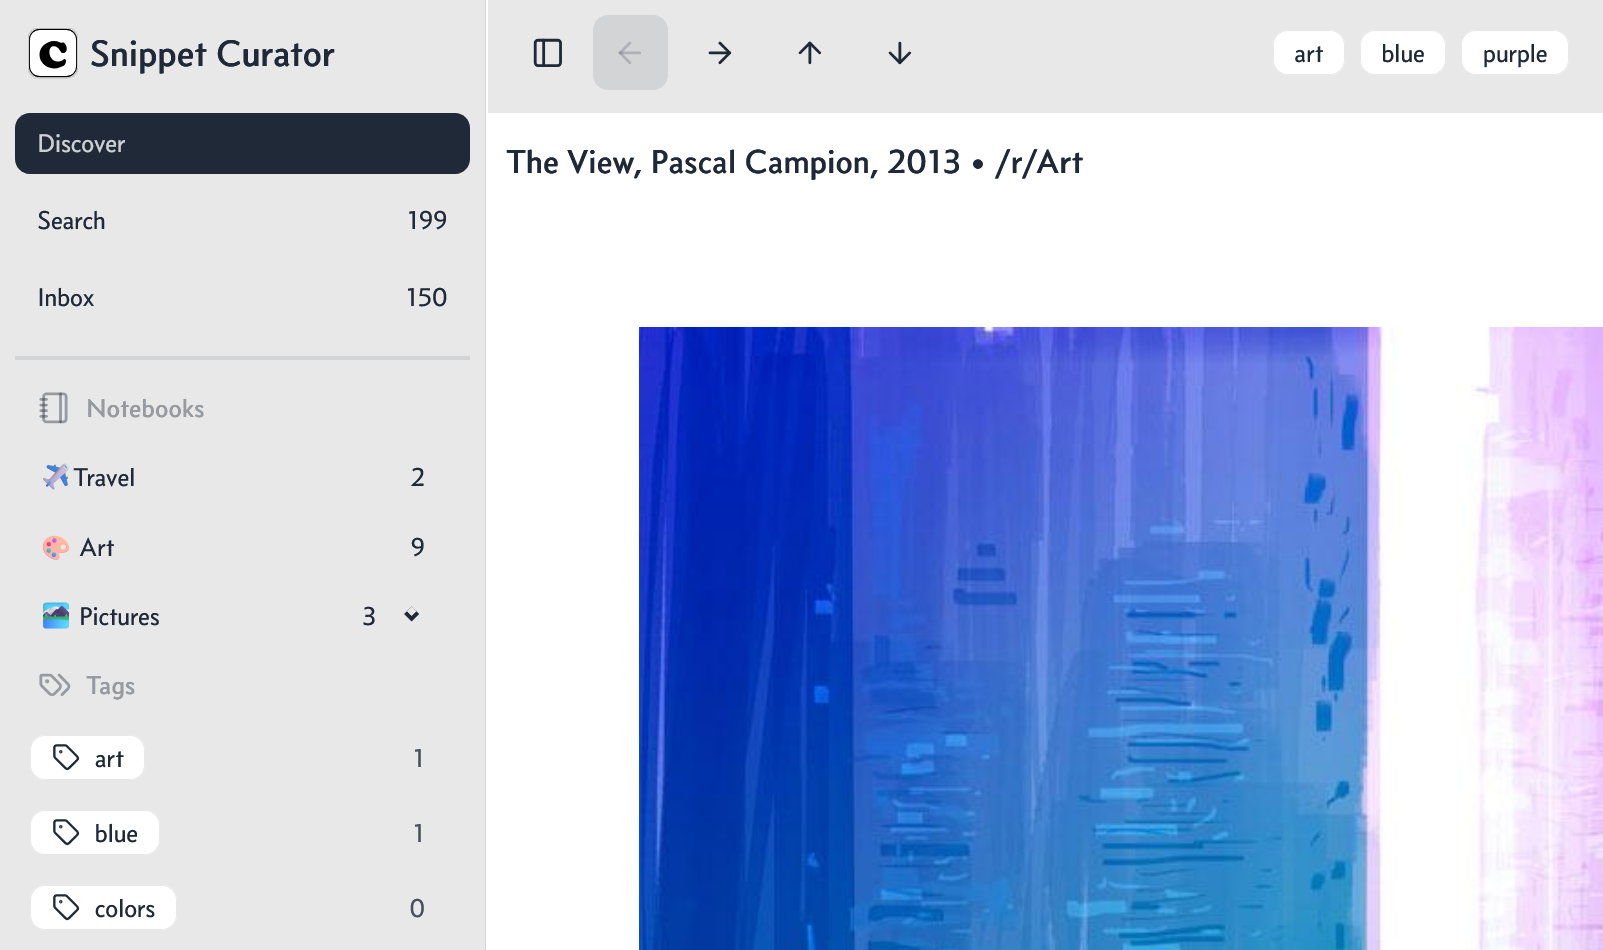 Snippet Curator
Discover
Search 199
Inbox 150
Notebooks
Travel 2
Art 9
Pictures 3
Tags
art 1
blue 1
colors 0
art blue purple
The View, Pascal Campion, 2013 • /r/Art